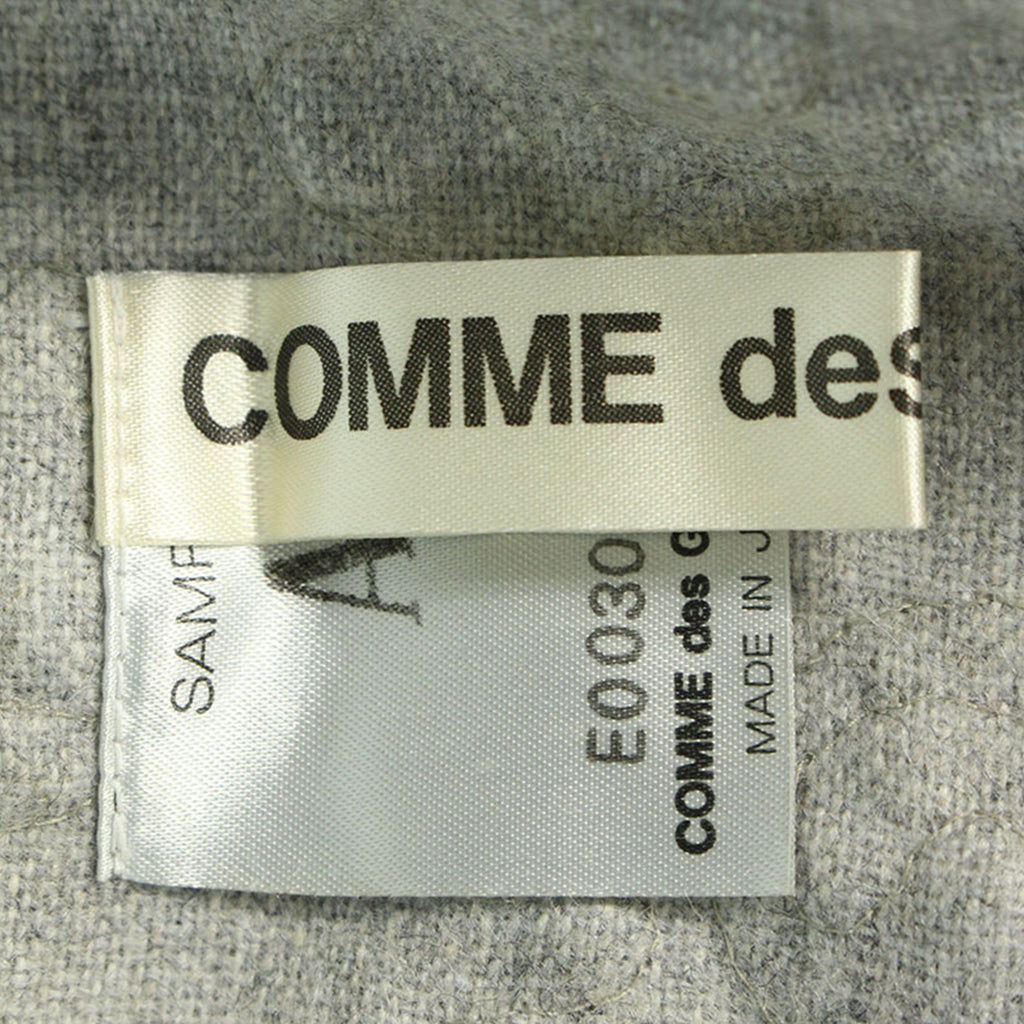 COMME des
SAMP
A
E0030
COMME des G
MADE IN J